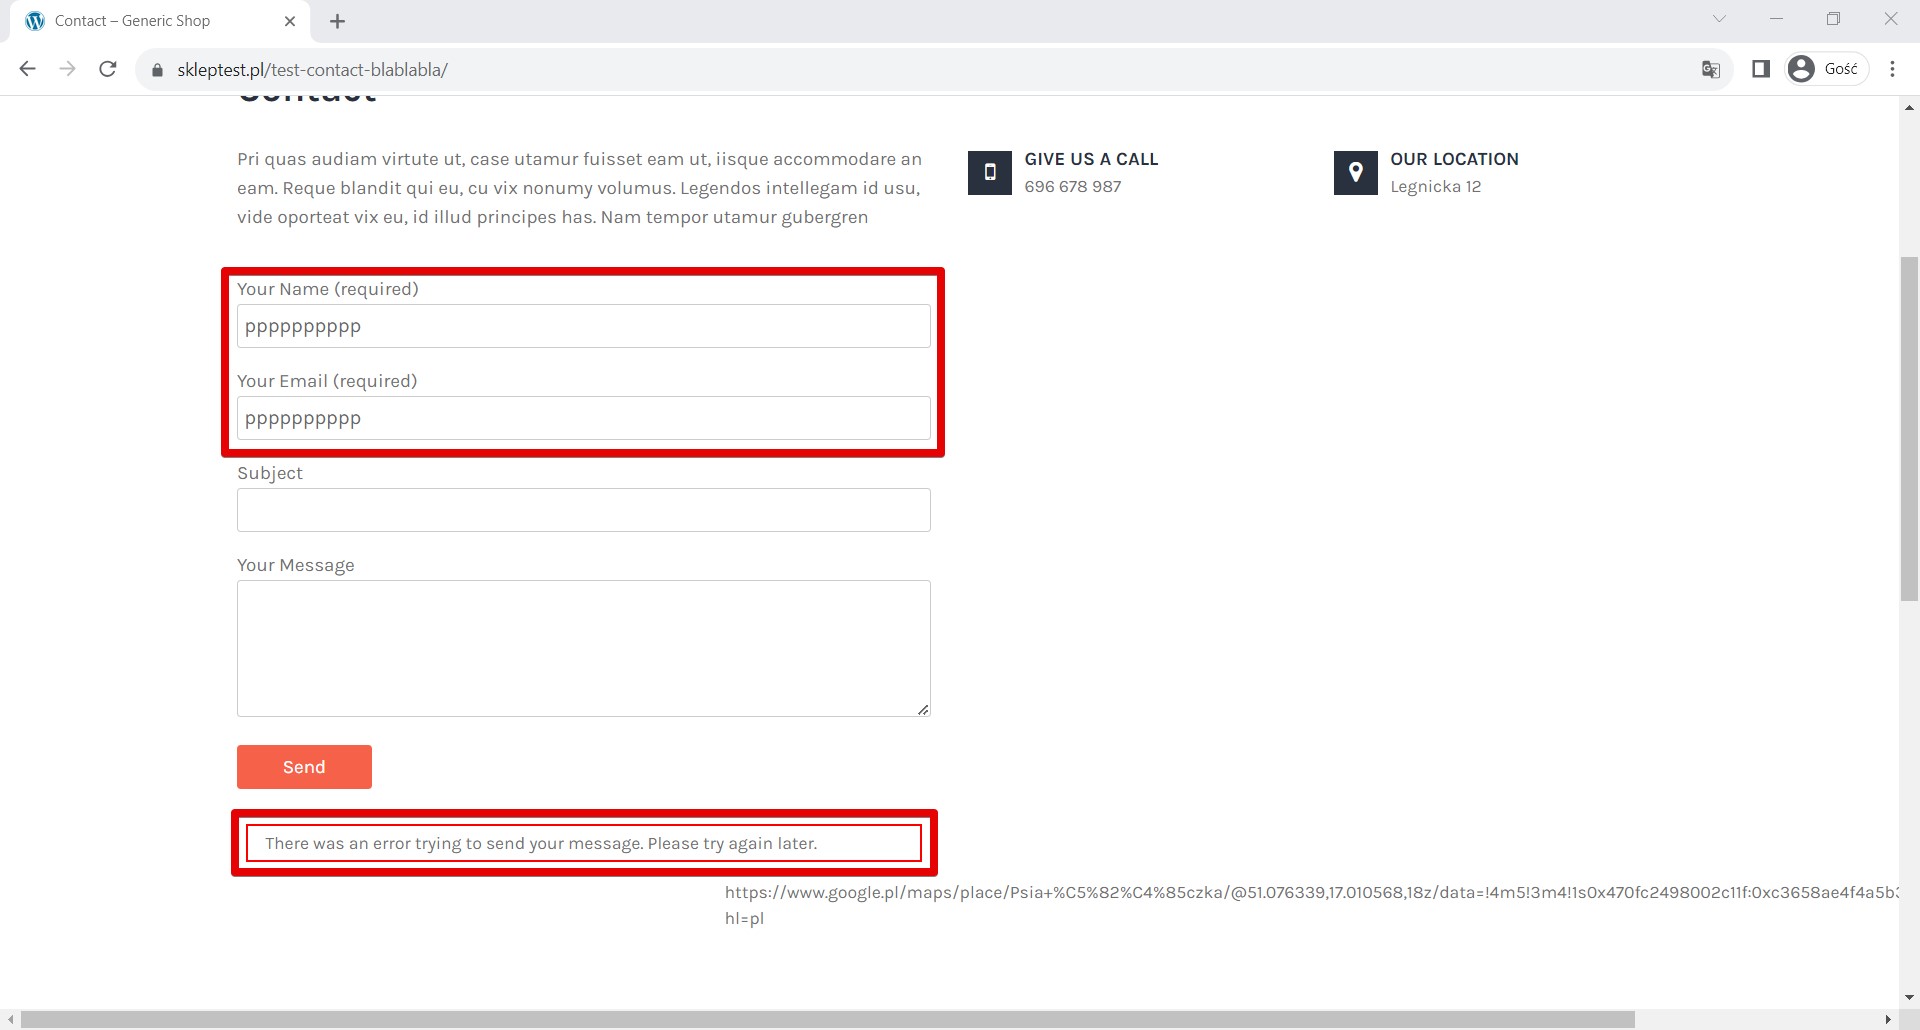 Contact – Generic Shop
skleptest.pl/test-contact-blablabla/
Gość
Contact
Pri quas audiam virtute ut, case utamur fuisset eam ut, iisque accommodare an
eam. Reque blandit qui eu, cu vix nonumy volumus. Legendos intellegam id usu,
vide oporteat vix eu, id illud principes has. Nam tempor utamur gubergren
GIVE US A CALL
696 678 987
OUR LOCATION
Legnicka 12
Your Name (required)
pppppppppp
Your Email (required)
pppppppppp
Subject
Your Message
Send
There was an error trying to send your message. Please try again later.
https://www.google.pl/maps/place/Psia+%C5%82%C4%85czka/@51.076339,17.010568,18z/data=!4m5!3m4!1s0x470fc2498002c11f:0xc3658ae4f4a5b3
hl=pl